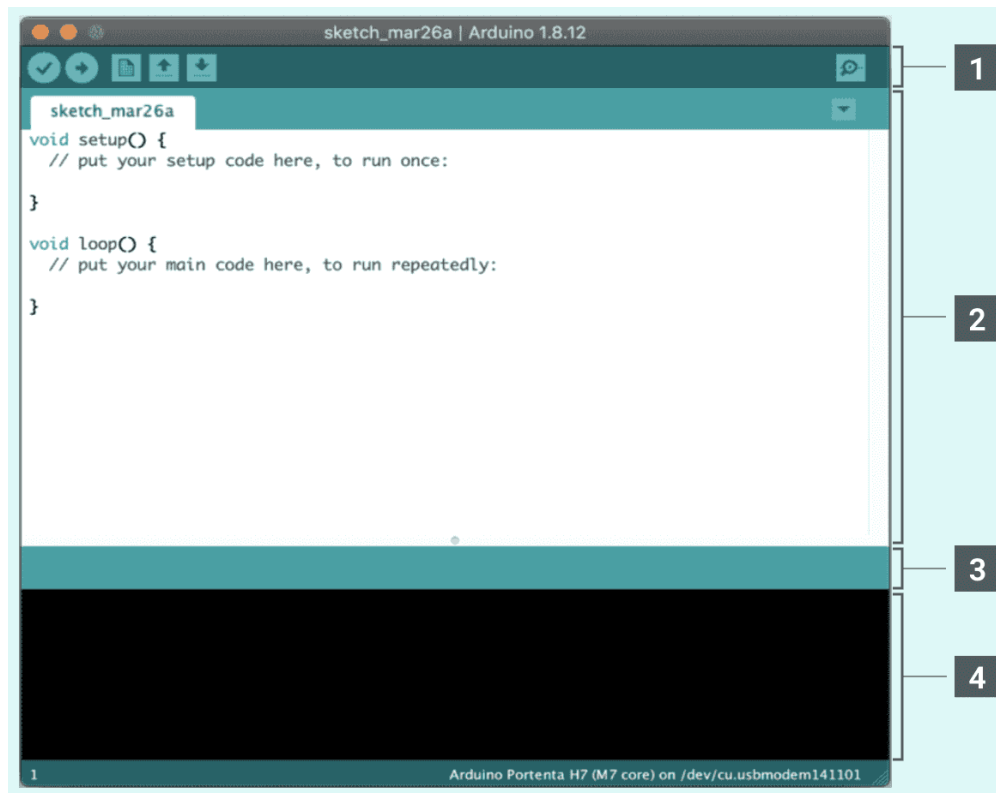 sketch_mar26a | Arduino 1.8.12
1
sketch_mar26a
void setup() {
// put your setup code here, to run once:
}
void loop() {
// put your main code here, to run repeatedly:
}
2
3
4
1
Arduino Portenta H7 (M7 core) on /dev/cu.usbmodem141101